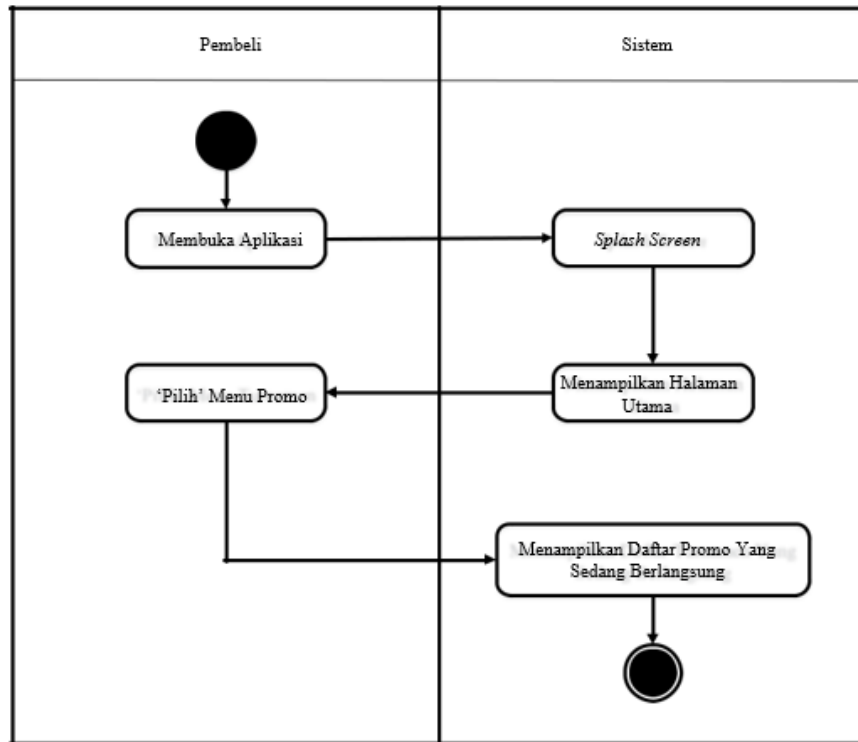 Pembeli
Sistem
Membuka Aplikasi
Splash Screen
Menampilkan Halaman
Utama
‘Pilih’ Menu Promo
Menampilkan Daftar Promo Yang
Sedang Berlangsung